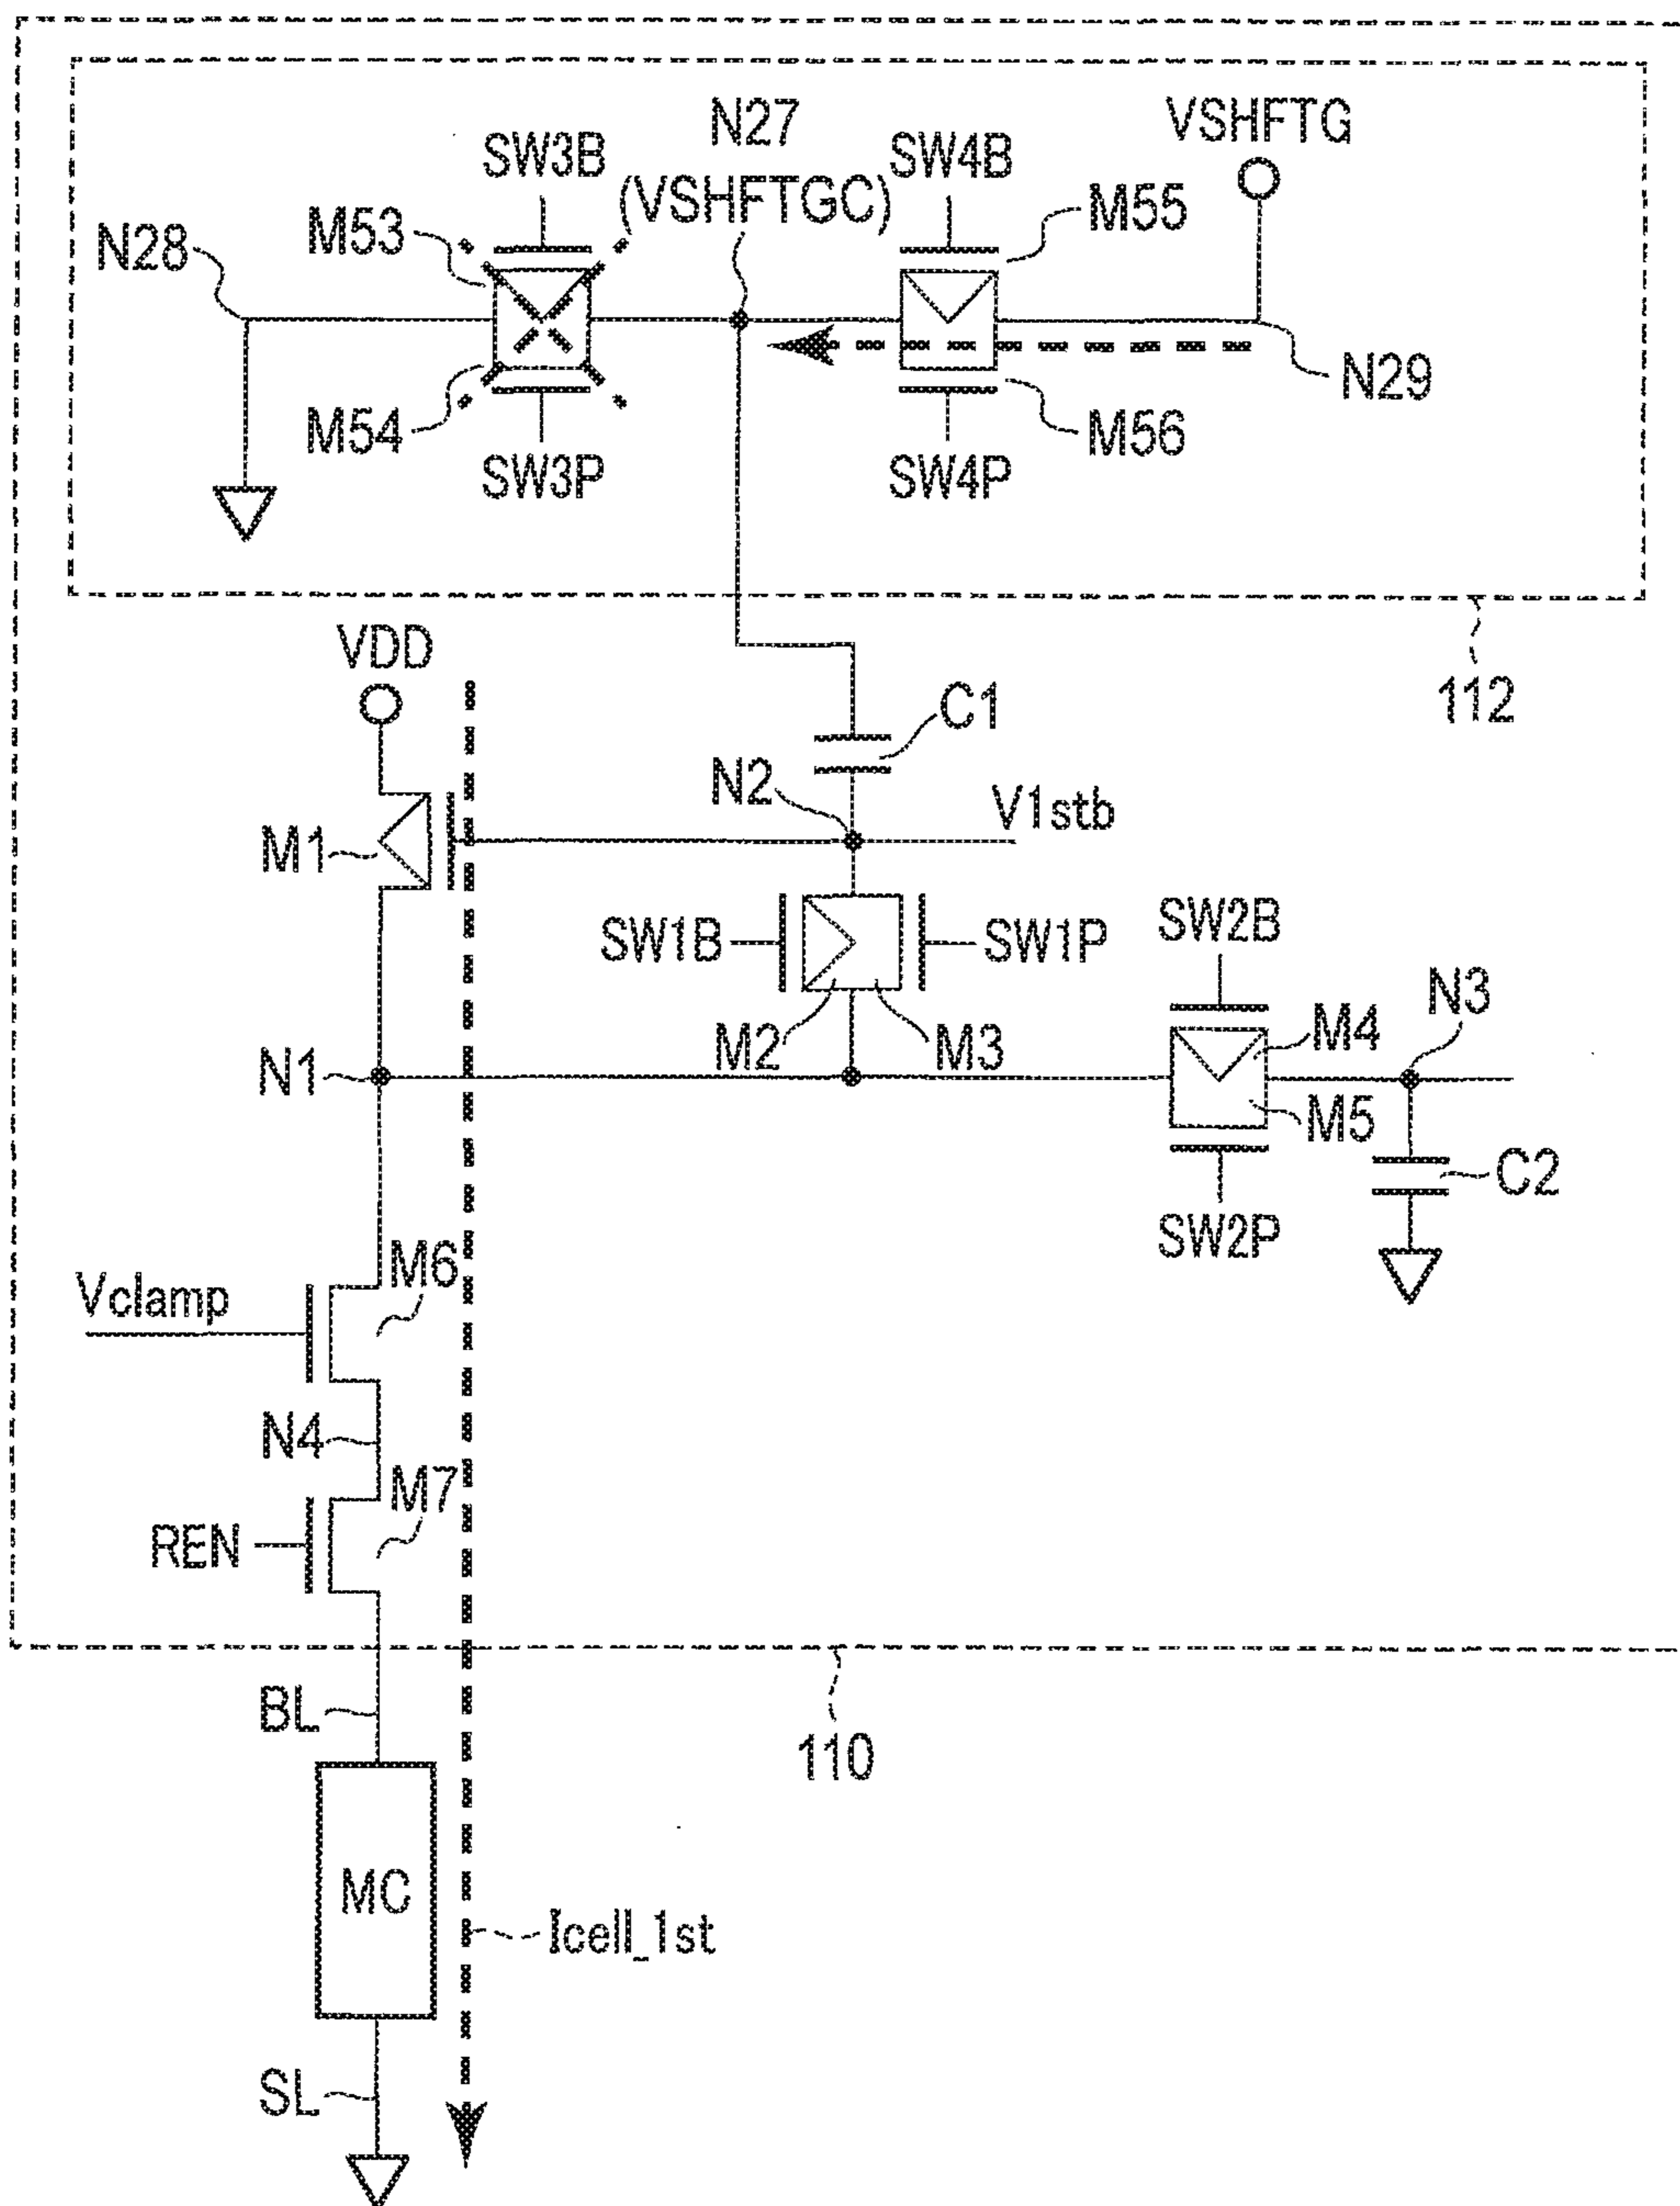 N27
(VSHFTGC)
VSHFTG
SW3B
SW4B
M53
M55
N28
N29
M54
M56
SW3P
SW4P
112
VDD
C1
N2
V1stb
M1
SW1B
SW1P
SW2B
N3
M2
M3
M4
N1
M5
C2
SW2P
M6
Vclamp
N4
M7
REN
BL
110
MC
Icell_1st
SL